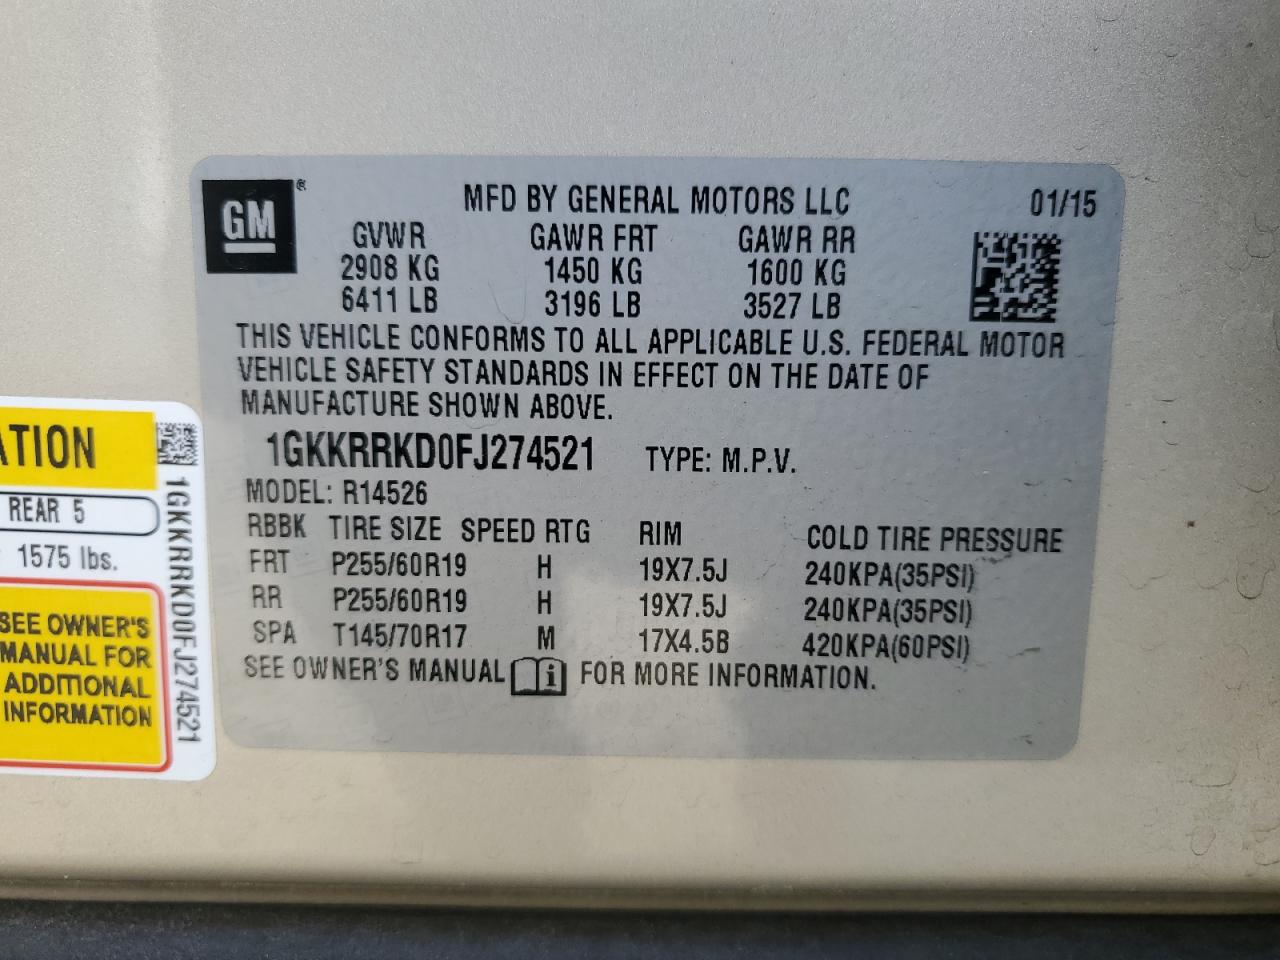 GM ®
MFD BY GENERAL MOTORS LLC 01/15
GVWR GAWR FRT GAWR RR
2908 KG 1450 KG 1600 KG
6411 LB 3196 LB 3527 LB
THIS VEHICLE CONFORMS TO ALL APPLICABLE U.S. FEDERAL MOTOR
VEHICLE SAFETY STANDARDS IN EFFECT ON THE DATE OF
MANUFACTURE SHOWN ABOVE.
1GKKRRKD0FJ274521 TYPE: M.P.V.
MODEL: R14526
RBBK TIRE SIZE SPEED RTG RIM COLD TIRE PRESSURE
FRT P255/60R19 H 19X7.5J 240KPA(35PSI)
RR P255/60R19 H 19X7.5J 240KPA(35PSI)
SPA T145/70R17 M 17X4.5B 420KPA(60PSI)
SEE OWNER'S MANUAL i FOR MORE INFORMATION.
ATION
REAR 5
1575 lbs.
SEE OWNER'S
MANUAL FOR
ADDITIONAL
INFORMATION
1GKKRRKD0FJ274521